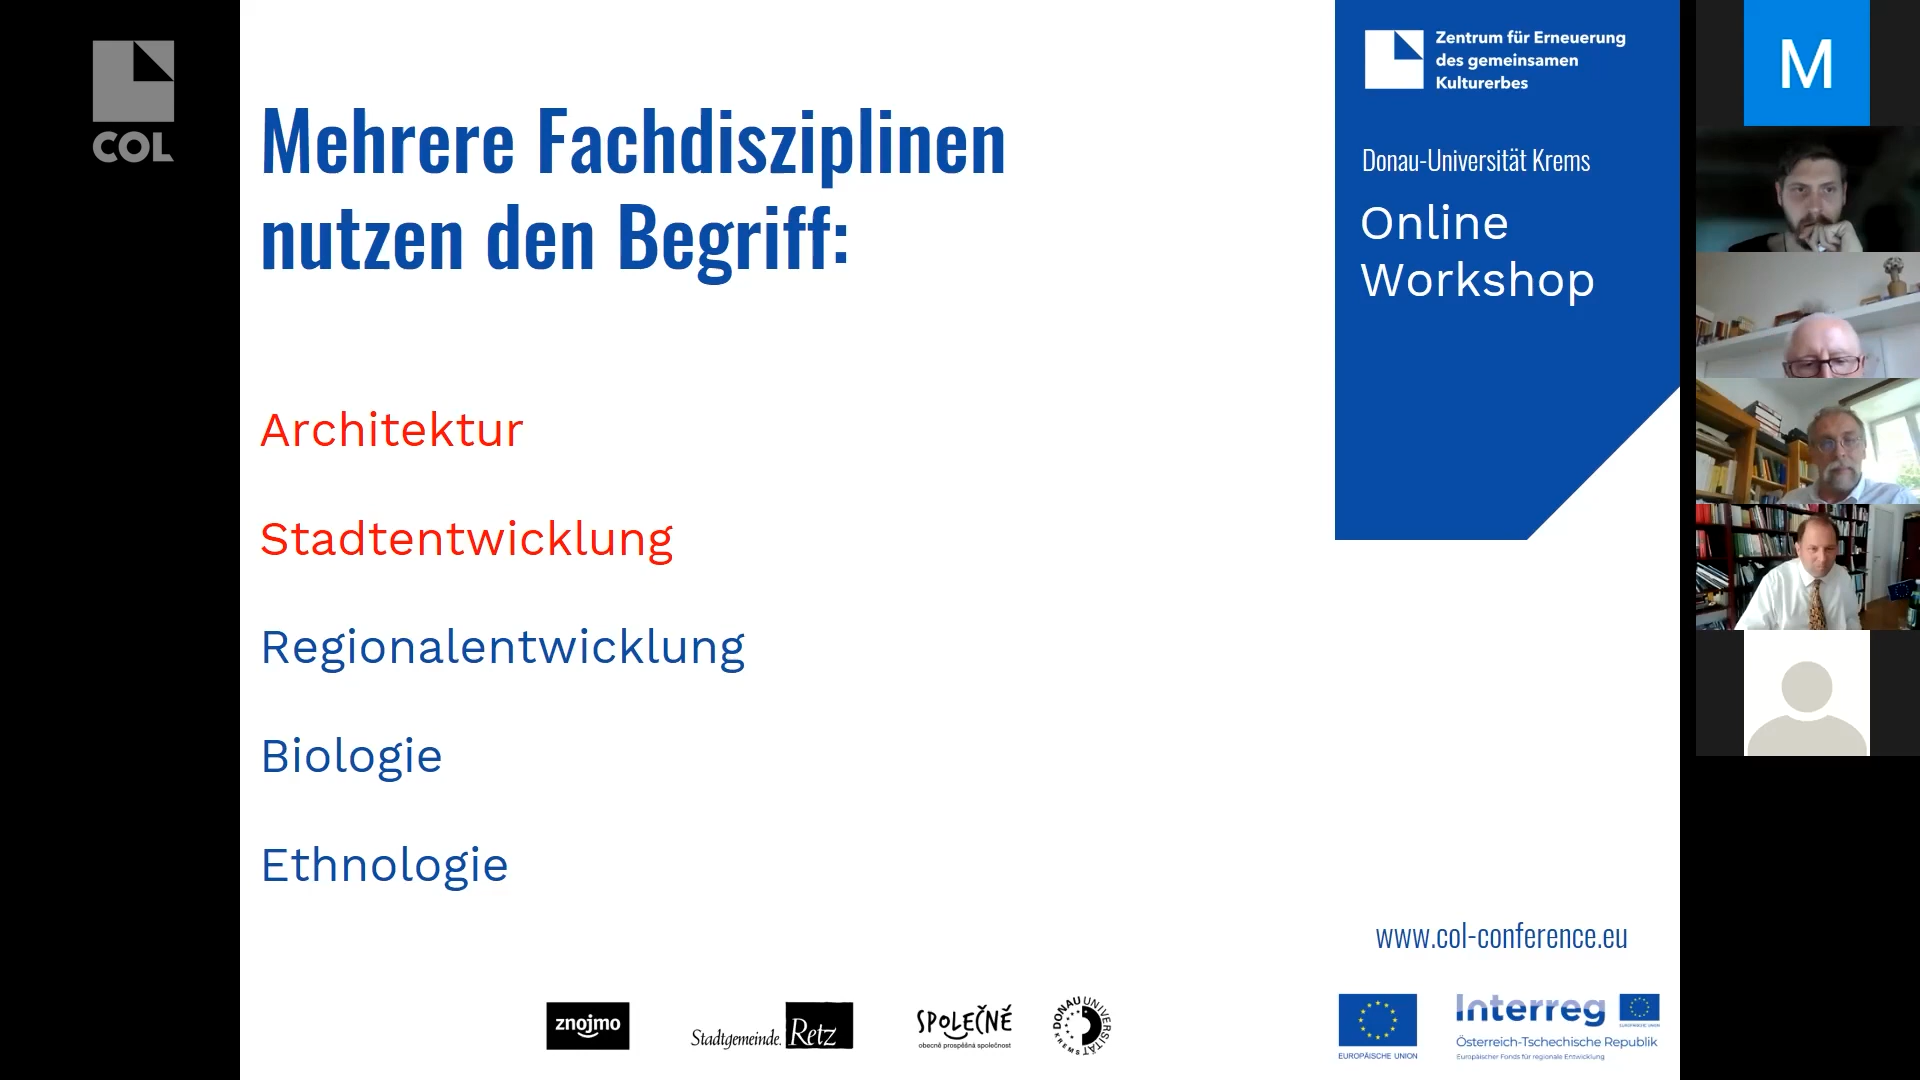 COL
Mehrere Fachdisziplinen
nutzen den Begriff:
Architektur
Stadtentwicklung
Regionalentwicklung
Biologie
Ethnologie
Zentrum für Erneuerung
des gemeinsamen
Kulturerbes
Donau-Universität Krems
Online
Workshop
M
www.col-conference.eu
znojmo
Stadtgemeinde Retz
SPOLEČNĚ
obecně prospěšná společnost
DONAU UNIVERSITÄT KREMS
EUROPÄISCHE UNION
Interreg
EUROPÄISCHE UNION
Österreich-Tschechische Republik
Europäischer Fonds für regionale Entwicklung